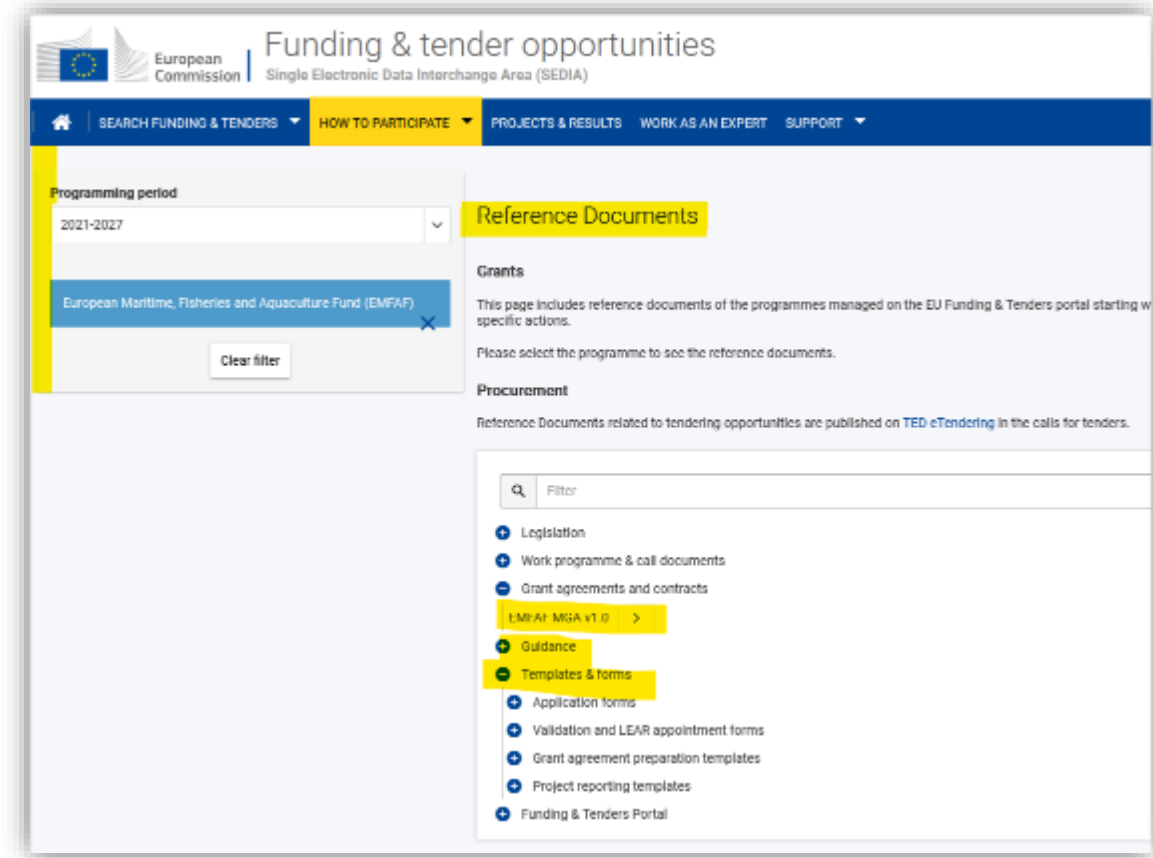 European
Commission
Funding & tender opportunities
Single Electronic Data Interchange Area (SEDIA)
SEARCH FUNDING & TENDERS HOW TO PARTICIPATE PROJECTS & RESULTS WORK AS AN EXPERT SUPPORT
Programming period
2021-2027
European Maritime, Fisheries and Aquaculture Fund (EMFAF)
Clear filter
Reference Documents
Grants
This page includes reference documents of the programmes managed on the EU Funding & Tenders portal starting w
specific actions.
Please select the programme to see the reference documents.
Procurement
Reference Documents related to tendering opportunities are published on TED eTendering in the calls for tenders.
Filter
Legislation
Work programme & call documents
Grant agreements and contracts
EMFAF MGA v1.0
Guidance
Templates & forms
Application forms
Validation and LEAR appointment forms
Grant agreement preparation templates
Project reporting templates
Funding & Tenders Portal